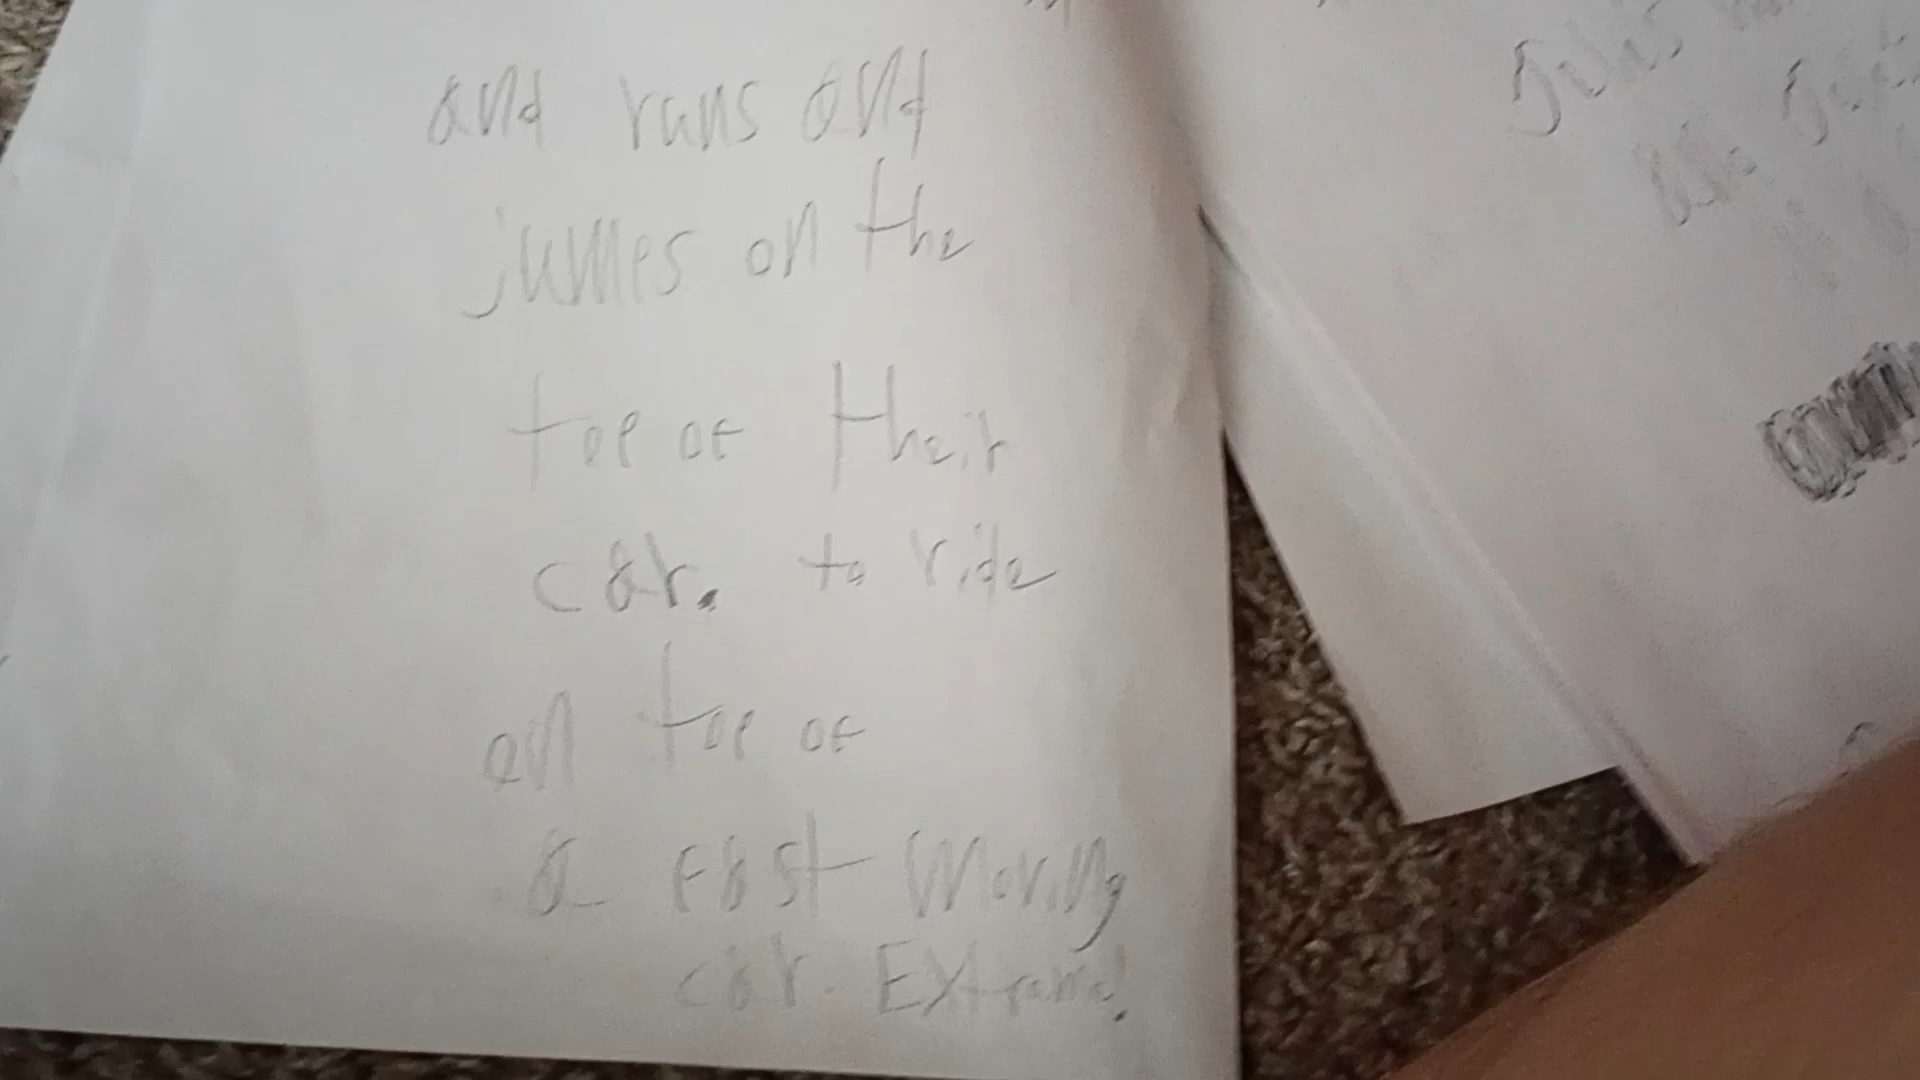 and runs and
jumes on the
top of their
car. to ride
on top of
a fast moving
car. Extreme!